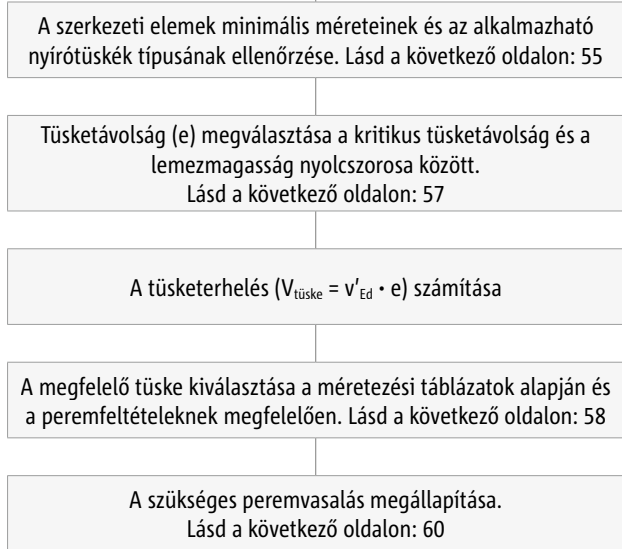 A szerkezeti elemek minimális méreteinek és az alkalmazható
nyírótüskék típusának ellenőrzése. Lásd a következő oldalon: 55
Tüsketávolság (e) megválasztása a kritikus tüsketávolság és a
lemezmagasság nyolcszorosa között.
Lásd a következő oldalon: 57
A tüsketerhelés (Vtüske = v′Ed • e) számítása
A megfelelő tüske kiválasztása a méretezési táblázatok alapján és
a peremfeltételeknek megfelelően. Lásd a következő oldalon: 58
A szükséges peremvasalás megállapítása.
Lásd a következő oldalon: 60